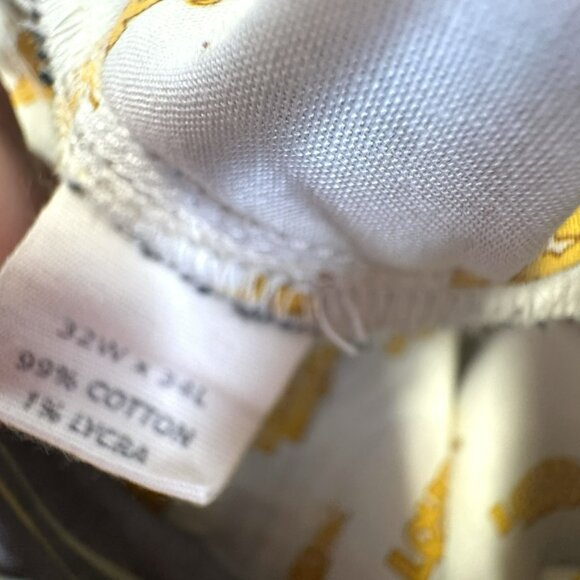 32W x 34L
99% COTTON
1% LYCRA